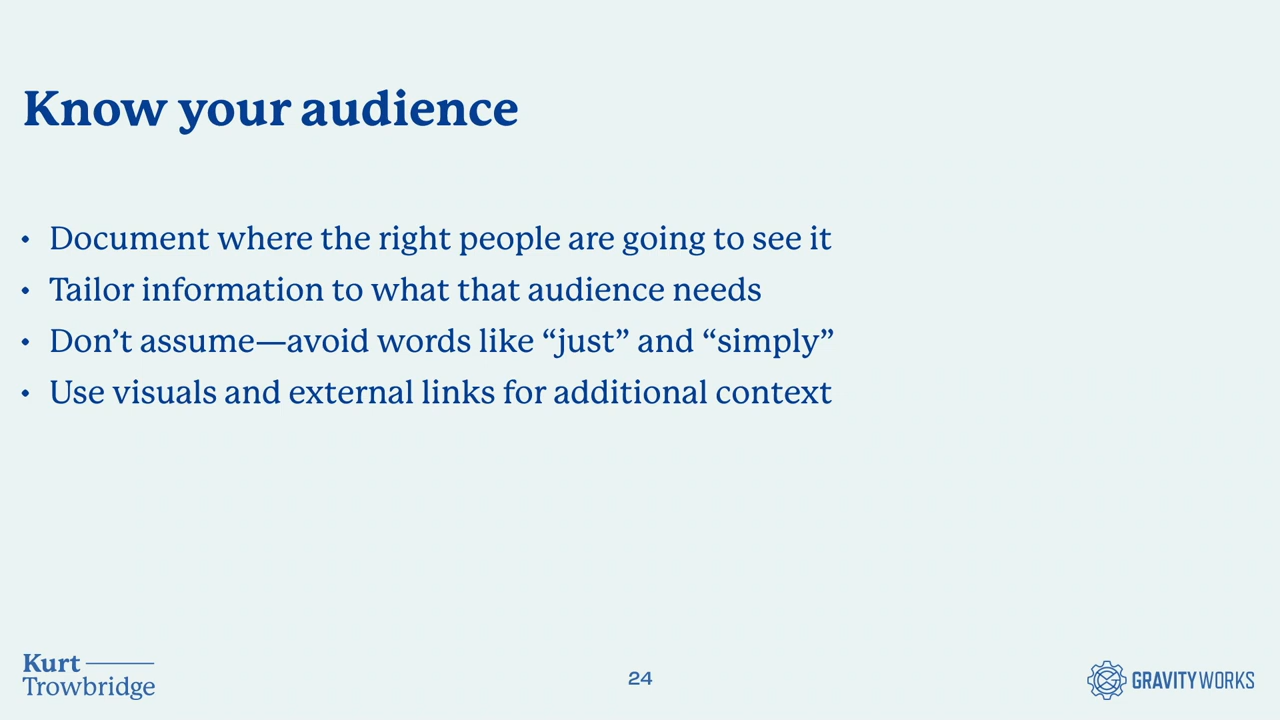 Know your audience
• Document where the right people are going to see it
• Tailor information to what that audience needs
• Don’t assume—avoid words like “just” and “simply”
• Use visuals and external links for additional context
Kurt
Trowbridge
24
GRAVITYWORKS